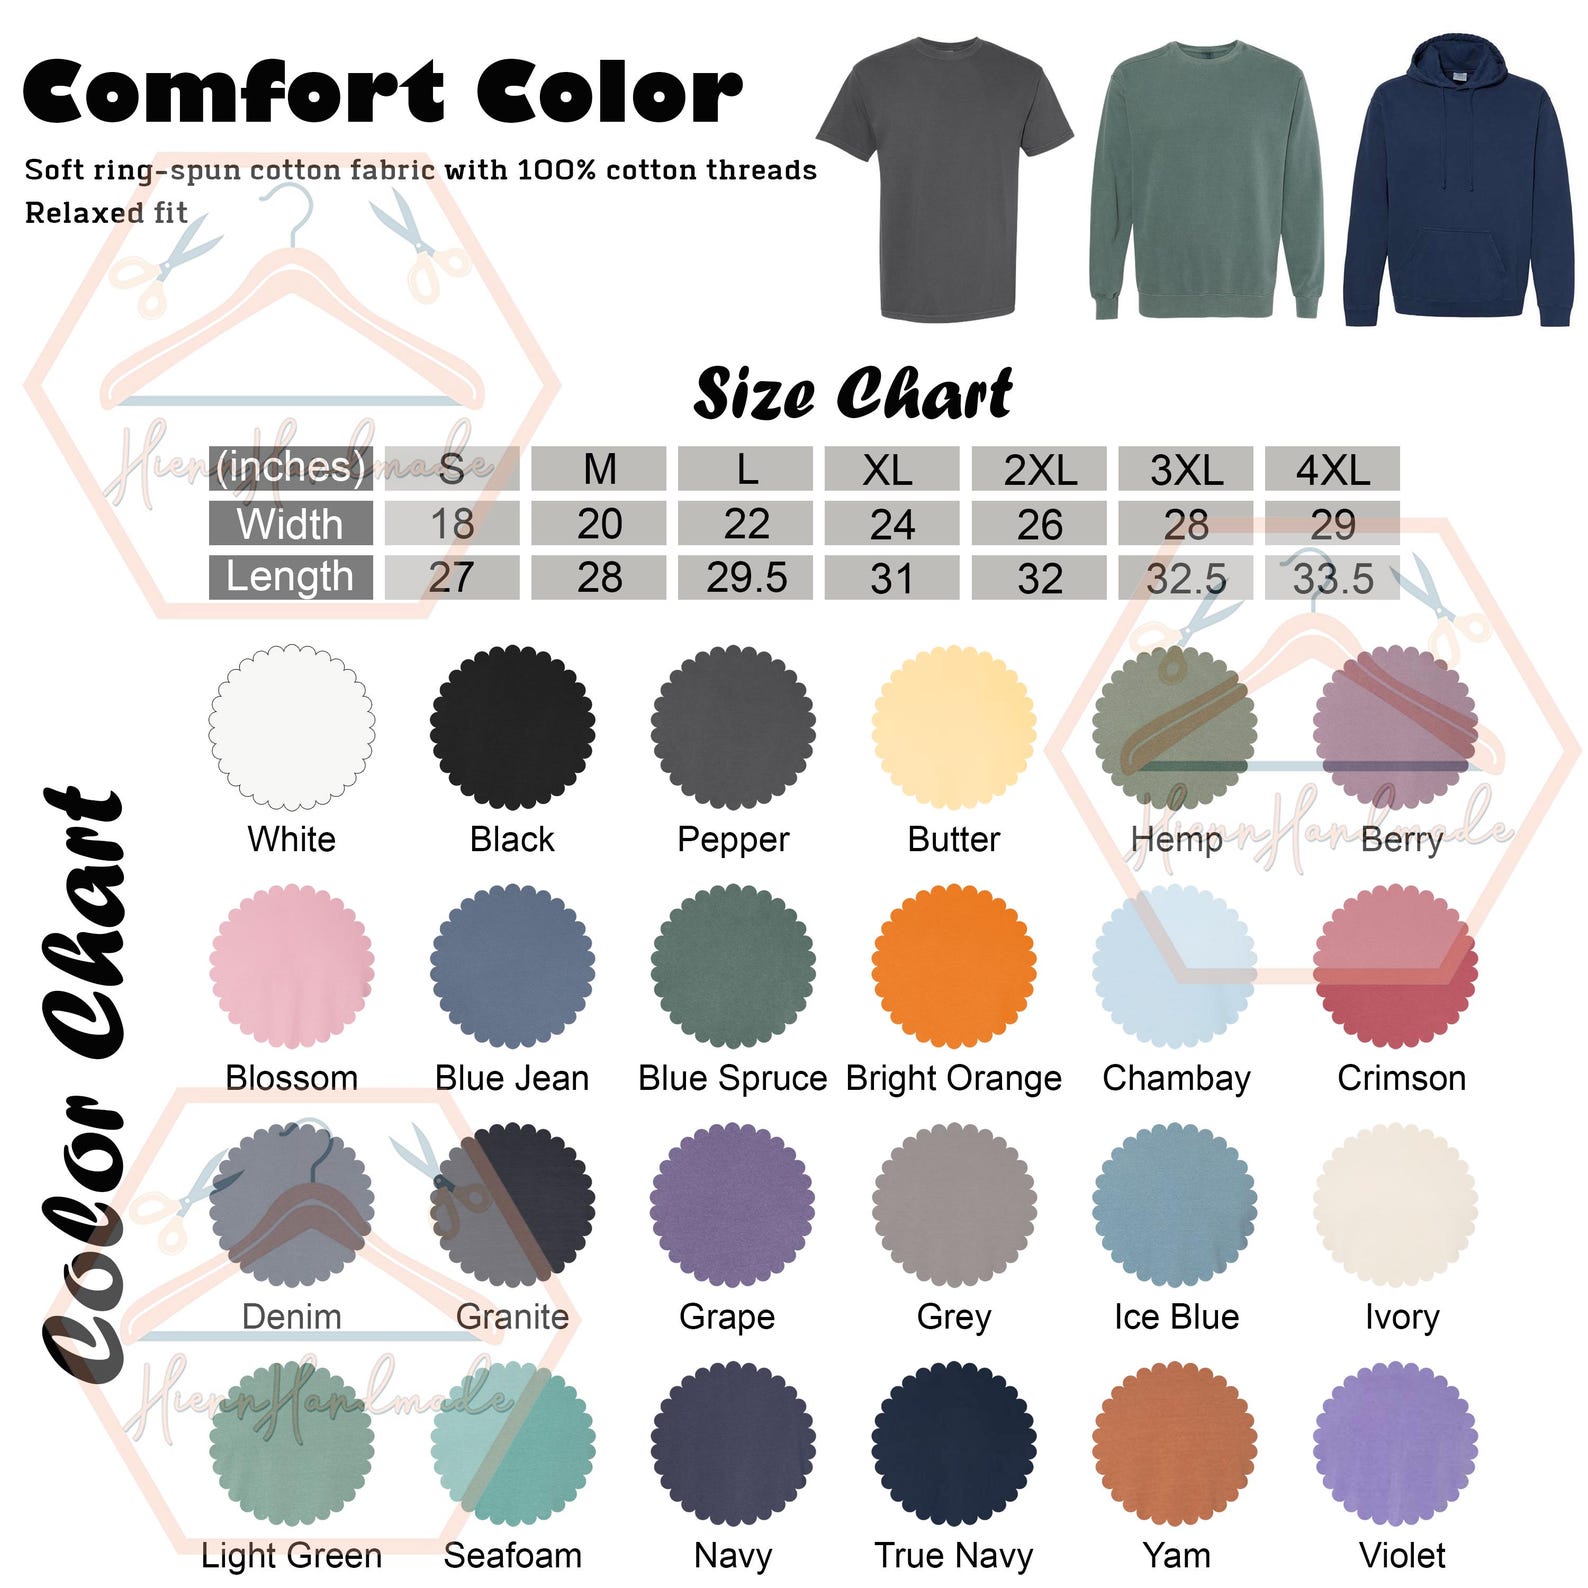 Comfort Color
Soft ring-spun cotton fabric with 100% cotton threads
Relaxed fit
Size Chart
(inches) S M L XL 2XL 3XL 4XL
Width 18 20 22 24 26 28 29
Length 27 28 29.5 31 32 32.5 33.5
HiennHandmade
Color Chart
White Black Pepper Butter Hemp Berry
HiennHandmade
Blossom Blue Jean Blue Spruce Bright Orange Chambay Crimson
Denim Granite Grape Grey Ice Blue Ivory
HiennHandmade
Light Green Seafoam Navy True Navy Yam Violet